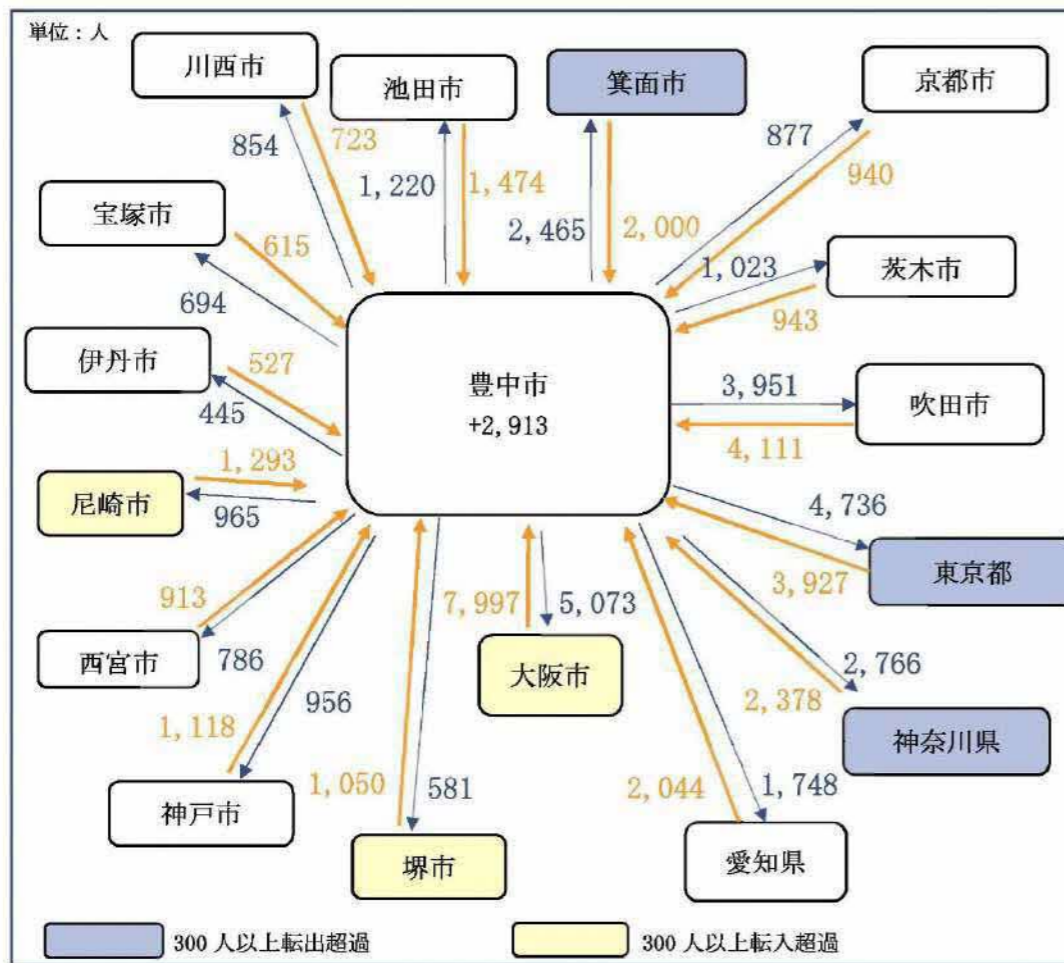 単位：人
川西市
池田市
箕面市
京都市
854
723
1,220
1,474
2,465
2,000
877
940
宝塚市
615
694
1,023
茨木市
943
伊丹市
527
445
豊中市
+2,913
3,951
吹田市
4,111
尼崎市
1,293
965
4,736
東京都
3,927
913
西宮市
786
7,997
5,073
大阪市
2,766
2,378
神奈川県
956
1,118
神戸市
1,050
581
堺市
2,044
1,748
愛知県
300人以上転出超過
300人以上転入超過